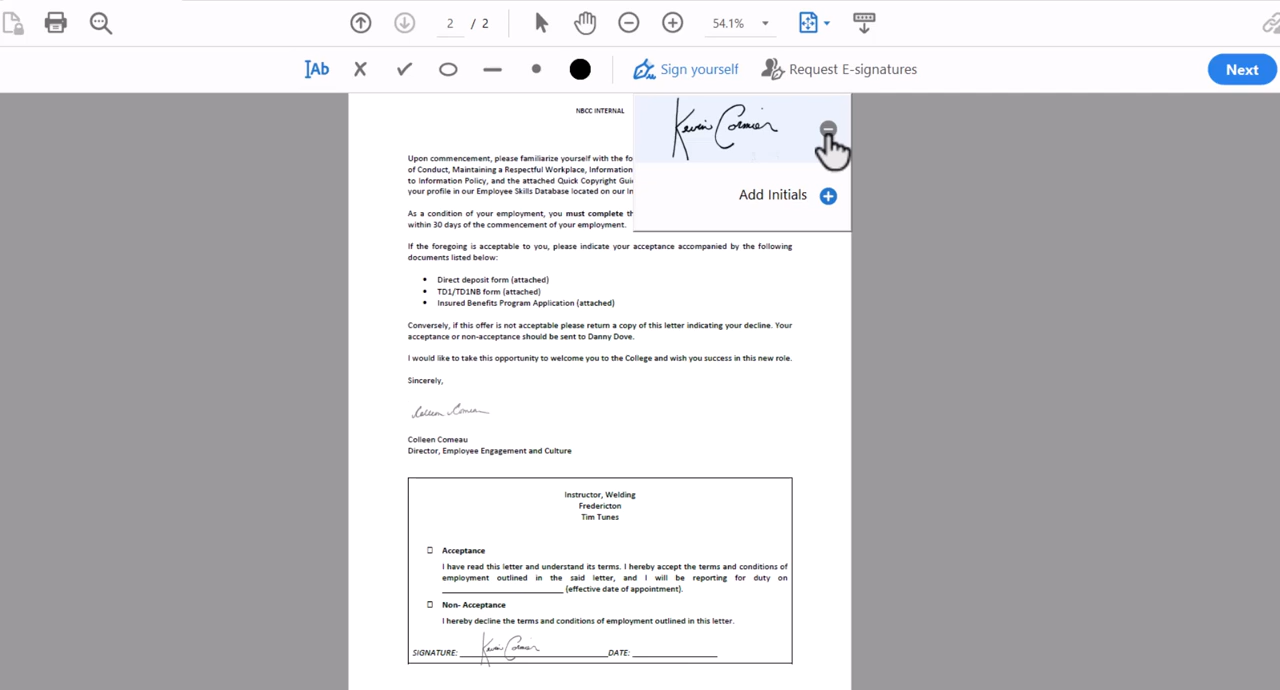 2 / 2
54.1%
Ab
Sign yourself
Request E-signatures
Next
NBCC INTERNAL
Kevin Cormier
Add Initials
Upon commencement, please familiarize yourself with the fo
of Conduct, Maintaining a Respectful Workplace, Information
to Information Policy, and the attached Quick Copyright Gui
your profile in our Employee Skills Database located on our In
As a condition of your employment, you must complete th
within 30 days of the commencement of your employment.
If the foregoing is acceptable to you, please indicate your acceptance accompanied by the following
documents listed below:
• Direct deposit form (attached)
• TD1/TD1NB form (attached)
• Insured Benefits Program Application (attached)
Conversely, if this offer is not acceptable please return a copy of this letter indicating your decline. Your
acceptance or non-acceptance should be sent to Danny Dove.
I would like to take this opportunity to welcome you to the College and wish you success in this new role.
Sincerely,
Colleen Comeau
Colleen Comeau
Director, Employee Engagement and Culture
Instructor, Welding
Fredericton
Tim Tunes
Acceptance
I have read this letter and understand its terms. I hereby accept the terms and conditions of
employment outlined in the said letter, and I will be reporting for duty on
____________________ (effective date of appointment).
Non- Acceptance
I hereby decline the terms and conditions of employment outlined in this letter.
SIGNATURE: Kevin Cormier DATE: ______________